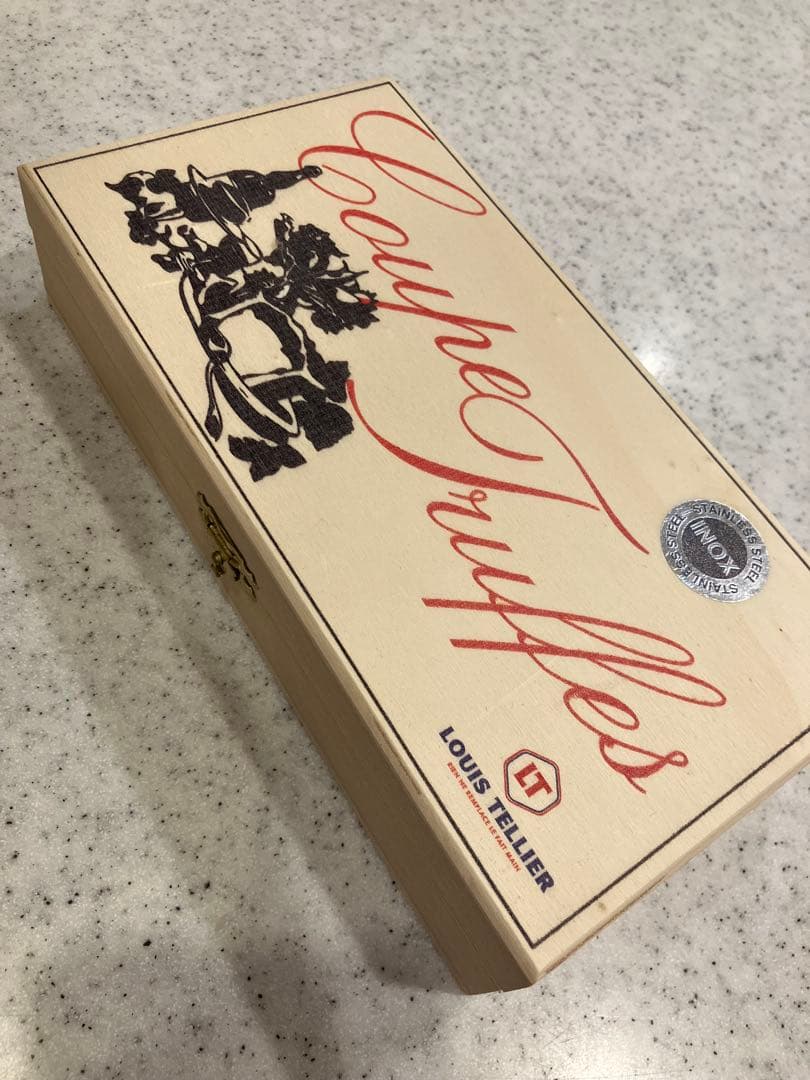 Coupe
Truffes
STAINLESS STEEL
INOX
STAINLESS STEEL
LT
LOUIS TELLIER
RIEN NE REMPLACE LE FAIT MAIN